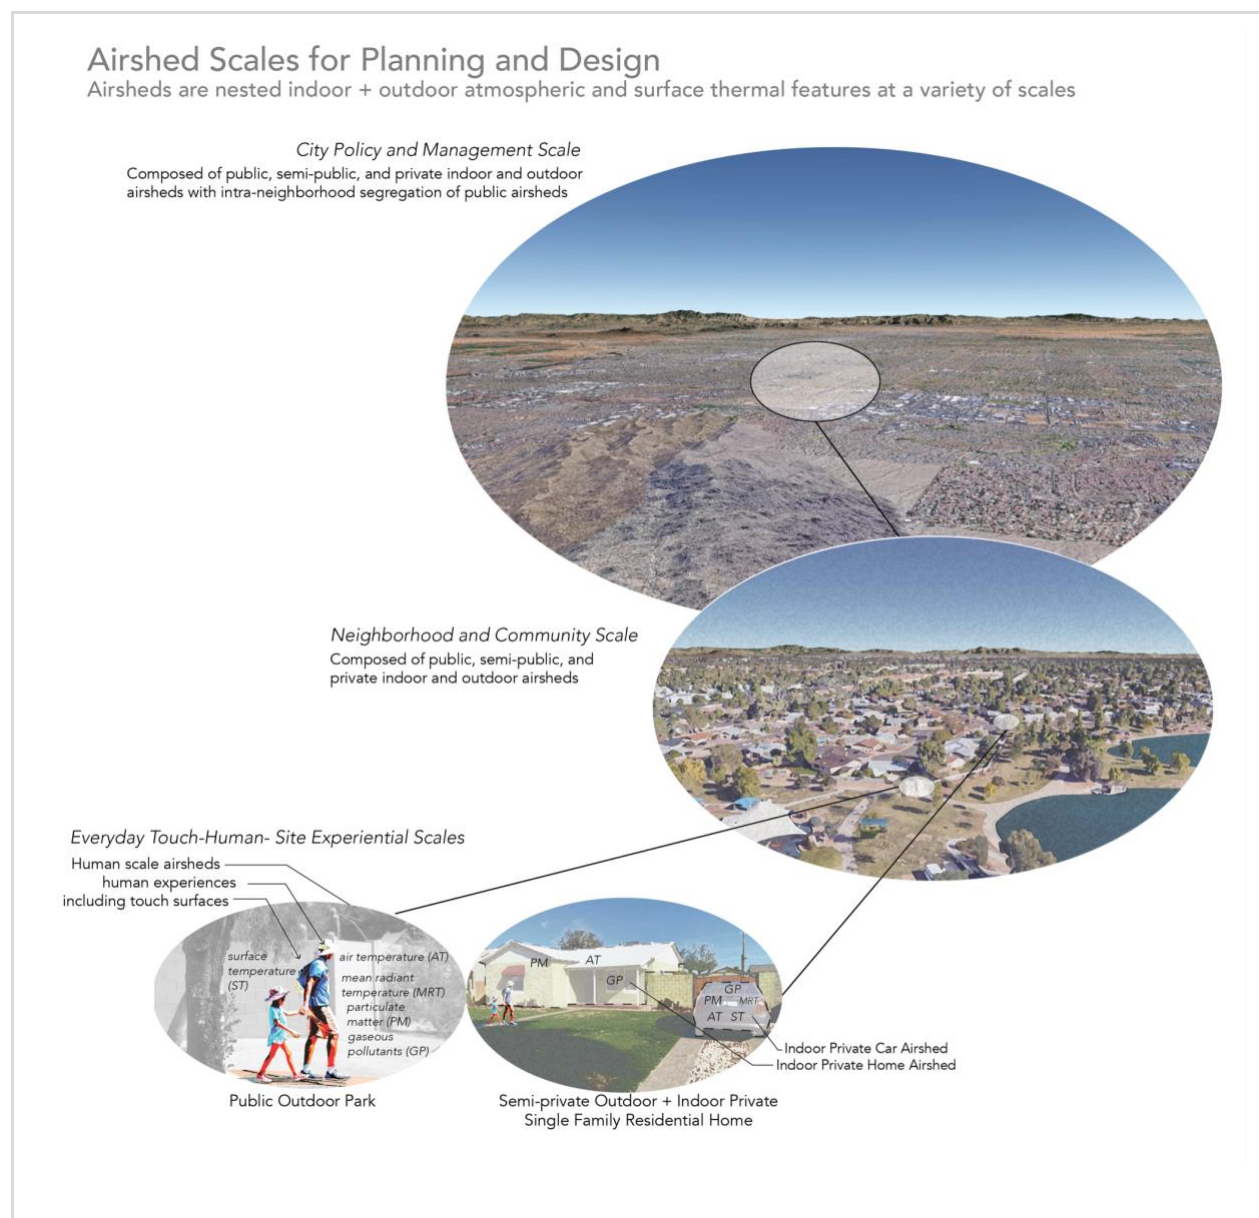 Airshed Scales for Planning and Design
Airsheds are nested indoor + outdoor atmospheric and surface thermal features at a variety of scales
City Policy and Management Scale
Composed of public, semi-public, and private indoor and outdoor
airsheds with intra-neighborhood segregation of public airsheds
Neighborhood and Community Scale
Composed of public, semi-public, and
private indoor and outdoor airsheds
Everyday Touch-Human- Site Experiential Scales
Human scale airsheds
human experiences
including touch surfaces
surface
temperature
(ST)
air temperature (AT)
mean radiant
temperature (MRT)
particulate
matter (PM)
gaseous
pollutants (GP)
PM
AT
GP
GP
PM
MRT
AT
ST
Indoor Private Car Airshed
Indoor Private Home Airshed
Public Outdoor Park
Semi-private Outdoor + Indoor Private
Single Family Residential Home